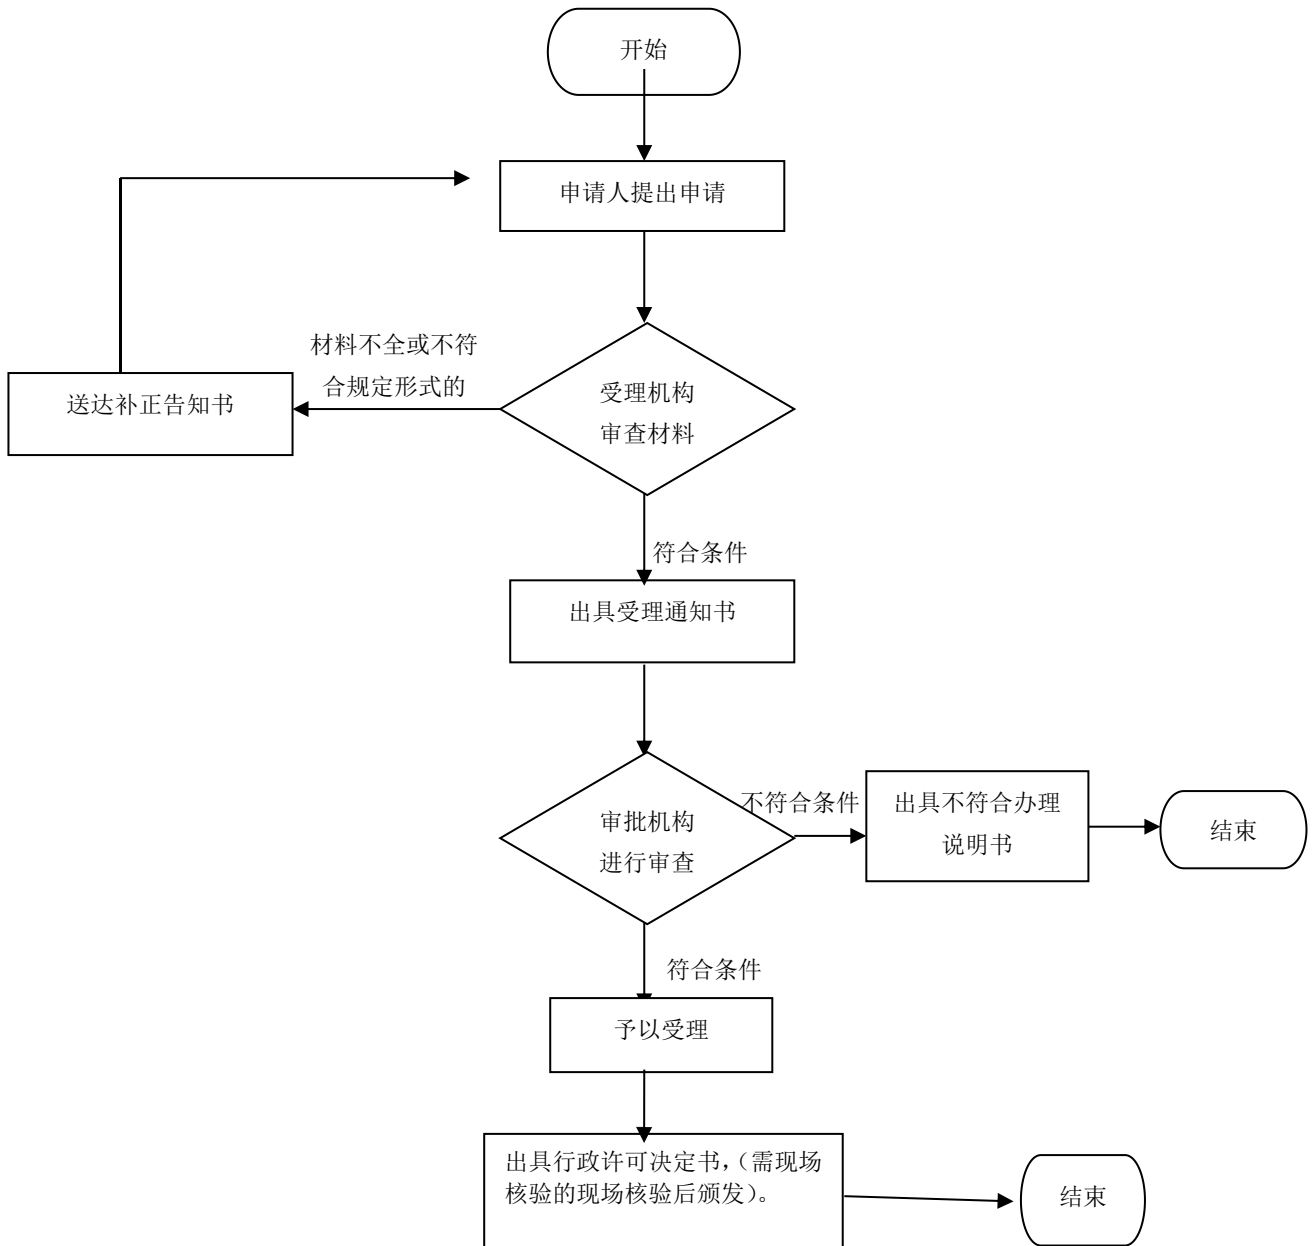 开始
申请人提出申请
材料不全或不符
合规定形式的
送达补正告知书
受理机构
审查材料
符合条件
出具受理通知书
审批机构
进行审查
不符合条件
出具不符合办理
说明书
结束
符合条件
予以受理
出具行政许可决定书，（需现场
核验的现场核验后颁发）。
结束